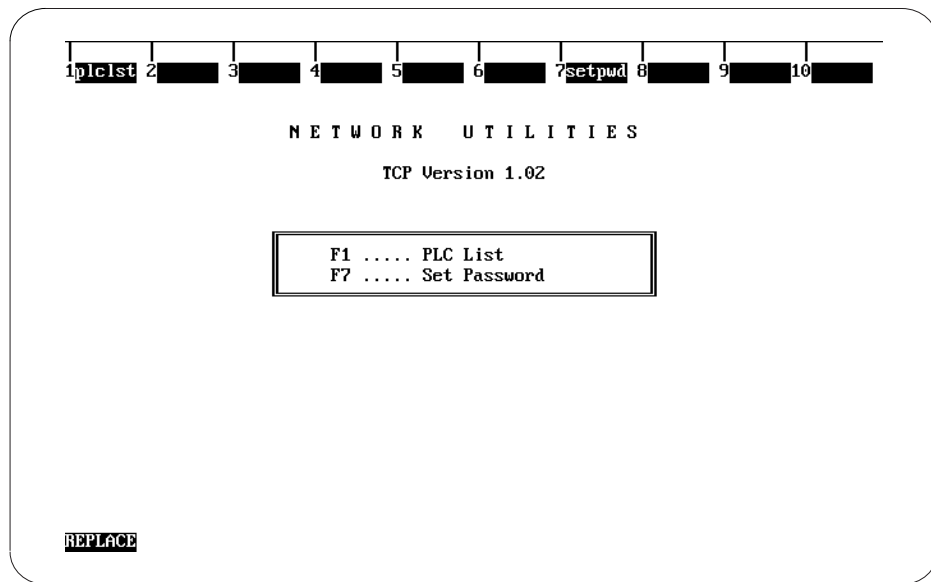 1plclst 2 3 4 5 6 7setpwd 8 9 10
N E T W O R K   U T I L I T I E S
TCP Version 1.02
F1 ..... PLC List
F7 ..... Set Password
REPLACE